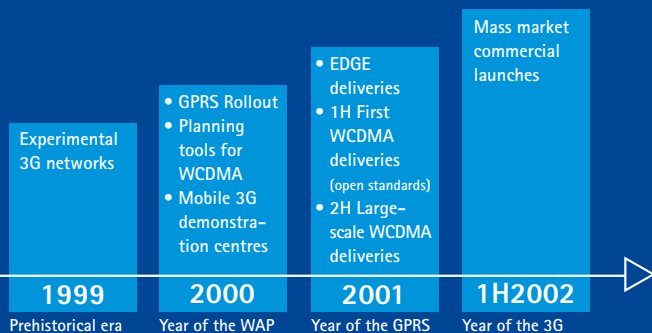 Experimental
3G networks
1999
Prehistorical era
• GPRS Rollout
• Planning
tools for
WCDMA
• Mobile 3G
demonstra-
tion centres
2000
Year of the WAP
• EDGE
deliveries
• 1H First
WCDMA
deliveries
(open standards)
• 2H Large-
scale WCDMA
deliveries
2001
Year of the GPRS
Mass market
commercial
launches
1H2002
Year of the 3G